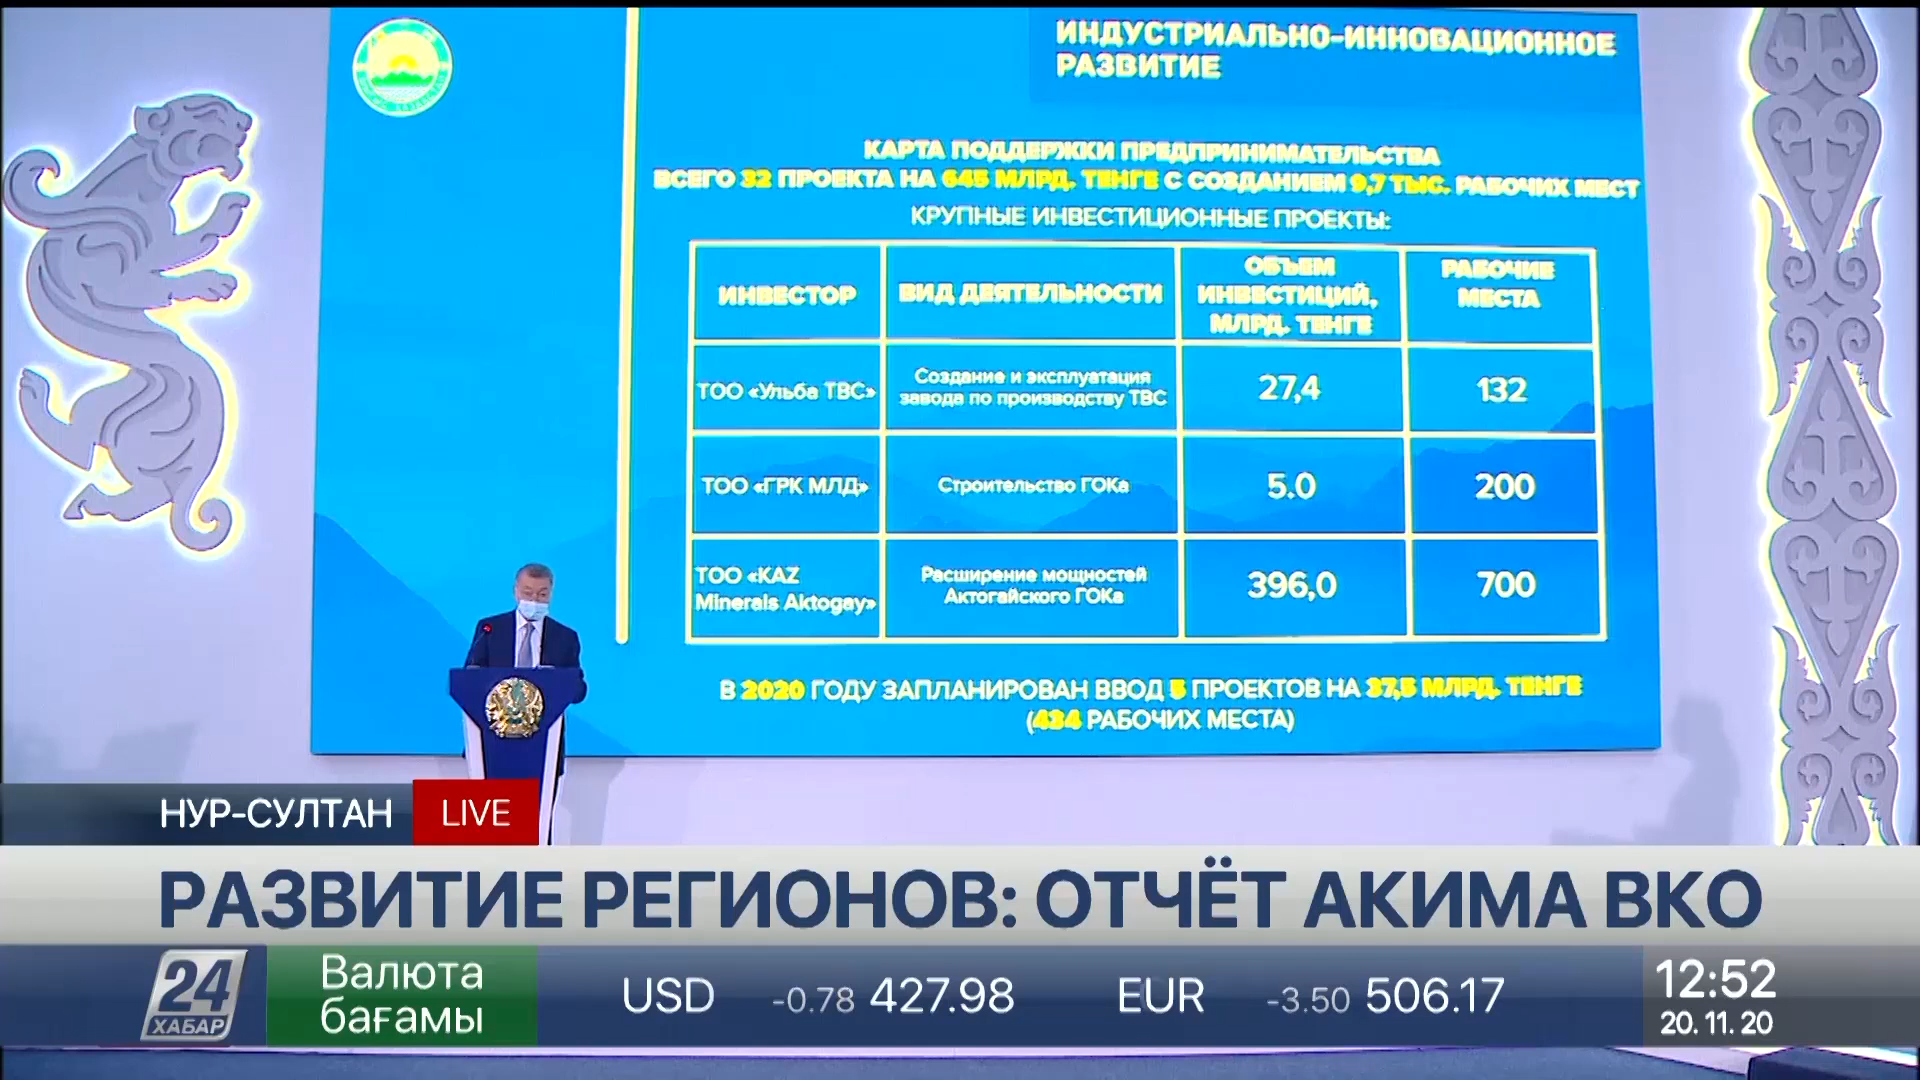 ИНДУСТРИАЛЬНО-ИННОВАЦИОННОЕ
РАЗВИТИЕ
КАРТА ПОДДЕРЖКИ ПРЕДПРИНИМАТЕЛЬСТВА
ВСЕГО 32 ПРОЕКТА НА 645 МЛРД. ТЕНГЕ С СОЗДАНИЕМ 9,7 ТЫС. РАБОЧИХ МЕСТ
КРУПНЫЕ ИНВЕСТИЦИОННЫЕ ПРОЕКТЫ:
ИНВЕСТОР
ВИД ДЕЯТЕЛЬНОСТИ
ОБЪЕМ
ИНВЕСТИЦИЙ,
МЛРД. ТЕНГЕ
РАБОЧИЕ
МЕСТА
ТОО «Ульба ТВС»
Создание и эксплуатация
завода по производству ТВС
27,4
132
ТОО «ГРК МЛД»
Строительство ГОКа
5.0
200
ТОО «KAZ
Minerals Aktogay»
Расширение мощностей
Актогайского ГОКа
396,0
700
В 2020 ГОДУ ЗАПЛАНИРОВАН ВВОД 5 ПРОЕКТОВ НА 37,5 МЛРД. ТЕНГЕ
(434 РАБОЧИХ МЕСТА)
НУР-СУЛТАН LIVE
РАЗВИТИЕ РЕГИОНОВ: ОТЧЁТ АКИМА ВКО
24
ХАБАР
Валюта
бағамы
USD -0.78 427.98 EUR -3.50 506.17
12:52
20. 11. 20